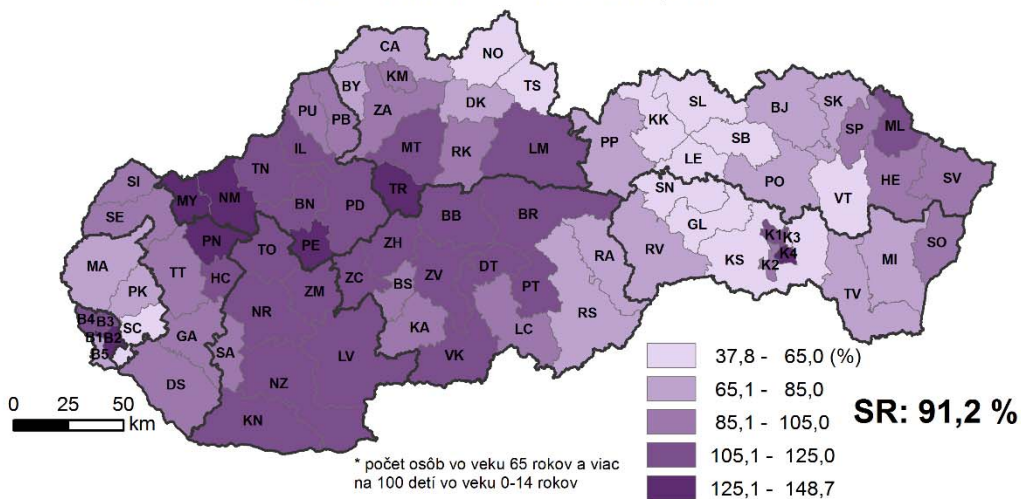 CA
NO
BY
KM
TS
PU
PB
ZA
DK
SL
BJ
SK
KK
SP
ML
IL
MT
RK
LM
PP
SB
TN
LE
PO
HE
SV
SI
MY
NM
TR
BN
PD
SN
VT
SE
PN
PE
BB
BR
GL
K1 K3
SO
TO
ZH
RV
KS
K4
MA
TT
HC
RA
K2
MI
PK
ZC
BS
ZV
DT
TV
ZM
PT
B4 B3
SC
NR
RS
B1 B2
GA
KA
LC
B5
SA
LV
VK
DS
NZ
KN
0 25 50
km
37,8 - 65,0 (%)
65,1 - 85,0
85,1 - 105,0
105,1 - 125,0
125,1 - 148,7
SR: 91,2 %
* počet osôb vo veku 65 rokov a viac
na 100 detí vo veku 0-14 rokov